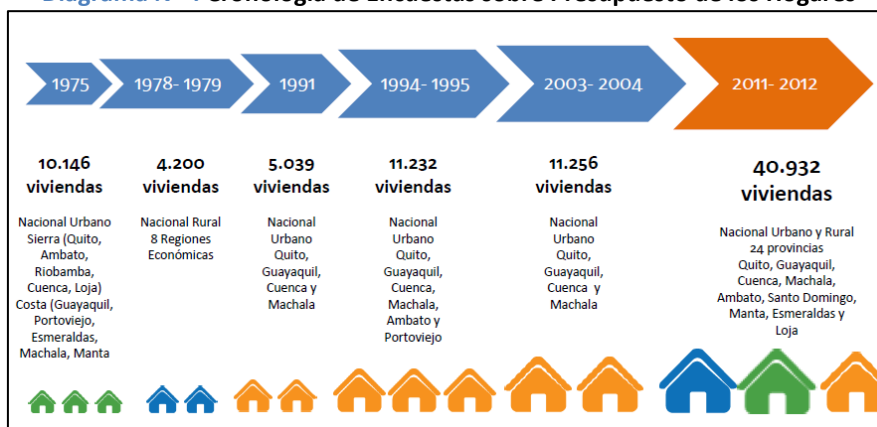 Cronología de Encuestas sobre Presupuesto de los Hogares
1975
1978- 1979
1991
1994- 1995
2003- 2004
2011- 2012
10.146
viviendas
Nacional Urbano
Sierra (Quito,
Ambato,
Riobamba,
Cuenca, Loja)
Costa (Guayaquil,
Portoviejo,
Esmeraldas,
Machala, Manta
4.200
viviendas
Nacional Rural
8 Regiones
Económicas
5.039
viviendas
Nacional
Urbano
Quito,
Guayaquil,
Cuenca y
Machala
11.232
viviendas
Nacional
Urbano
Quito,
Guayaquil,
Cuenca,
Machala,
Ambato y
Portoviejo
11.256
viviendas
Nacional
Urbano
Quito,
Guayaquil,
Cuenca y
Machala
40.932
viviendas
Nacional Urbano y Rural
24 provincias
Quito, Guayaquil,
Cuenca, Machala,
Ambato, Santo Domingo,
Manta, Esmeraldas y
Loja